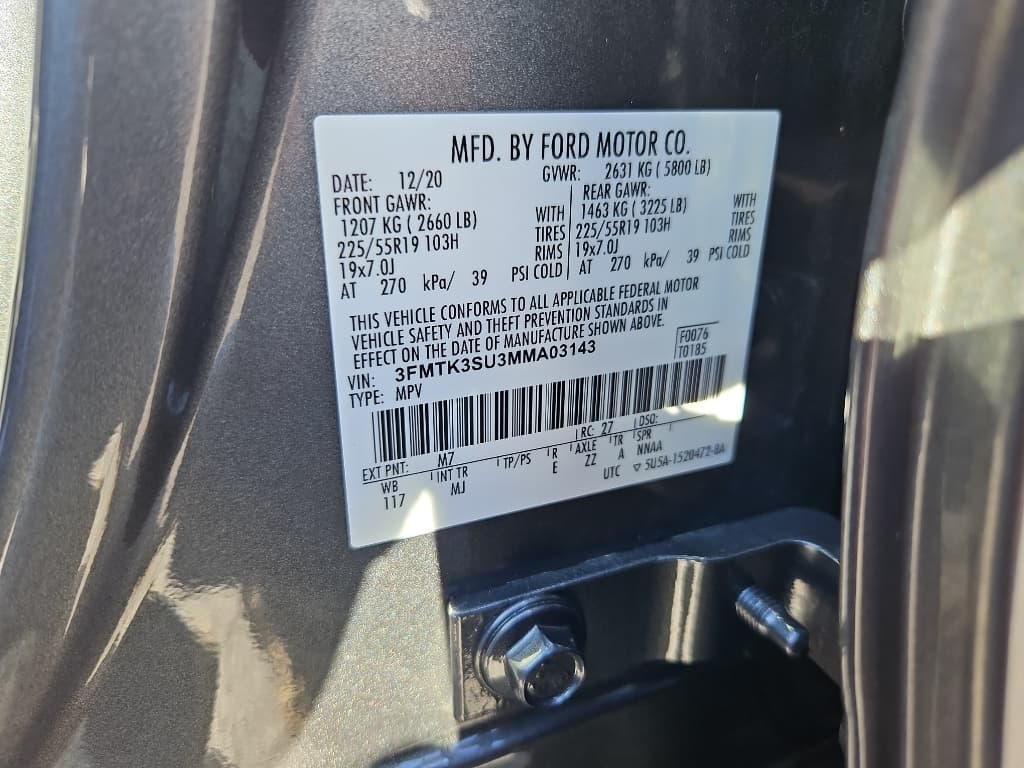 MFD. BY FORD MOTOR CO.
DATE: 12/20 GVWR: 2631 KG ( 5800 LB)
FRONT GAWR: REAR GAWR:
1207 KG ( 2660 LB) WITH 1463 KG ( 3225 LB) WITH
225/55R19 103H TIRES 225/55R19 103H TIRES
19x7.0J RIMS 19x7.0J RIMS
AT 270 kPa/ 39 PSI COLD AT 270 kPa/ 39 PSI COLD
THIS VEHICLE CONFORMS TO ALL APPLICABLE FEDERAL MOTOR
VEHICLE SAFETY AND THEFT PREVENTION STANDARDS IN
EFFECT ON THE DATE OF MANUFACTURE SHOWN ABOVE.
F0076
VIN: 3FMTK3SU3MMA03143 T0185
TYPE: MPV
EXT PNT: M7 RC: 27 DSO:
WB INT TR TP/PS R AXLE TR SPR
117 MJ E ZZ A NNAA
UTC ▽ 5U5A-1520472-BA